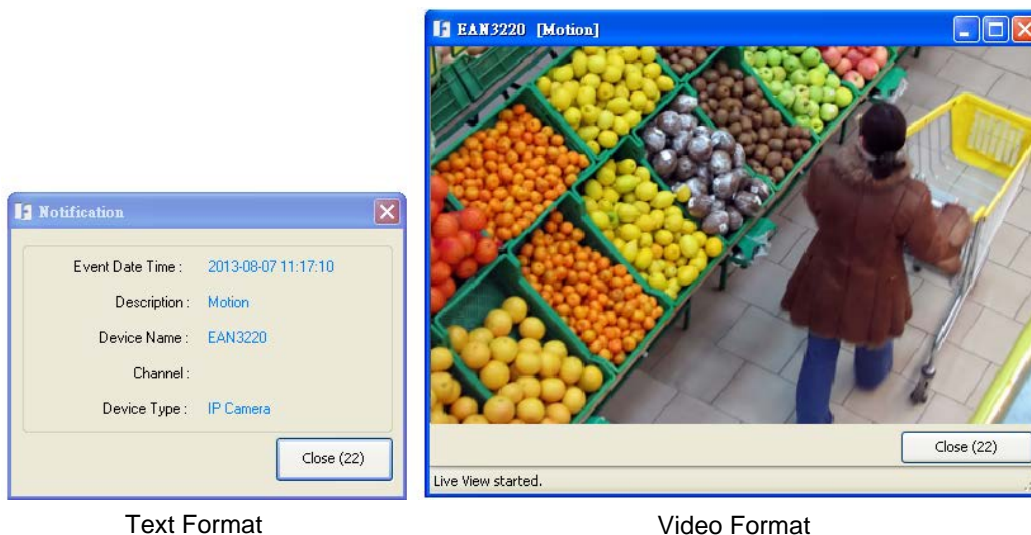 Notification
Event Date Time : 2013-08-07 11:17:10
Description : Motion
Device Name : EAN3220
Channel :
Device Type : IP Camera
Close (22)
Text Format
EAN3220 [Motion]
Close (22)
Live View started.
Video Format